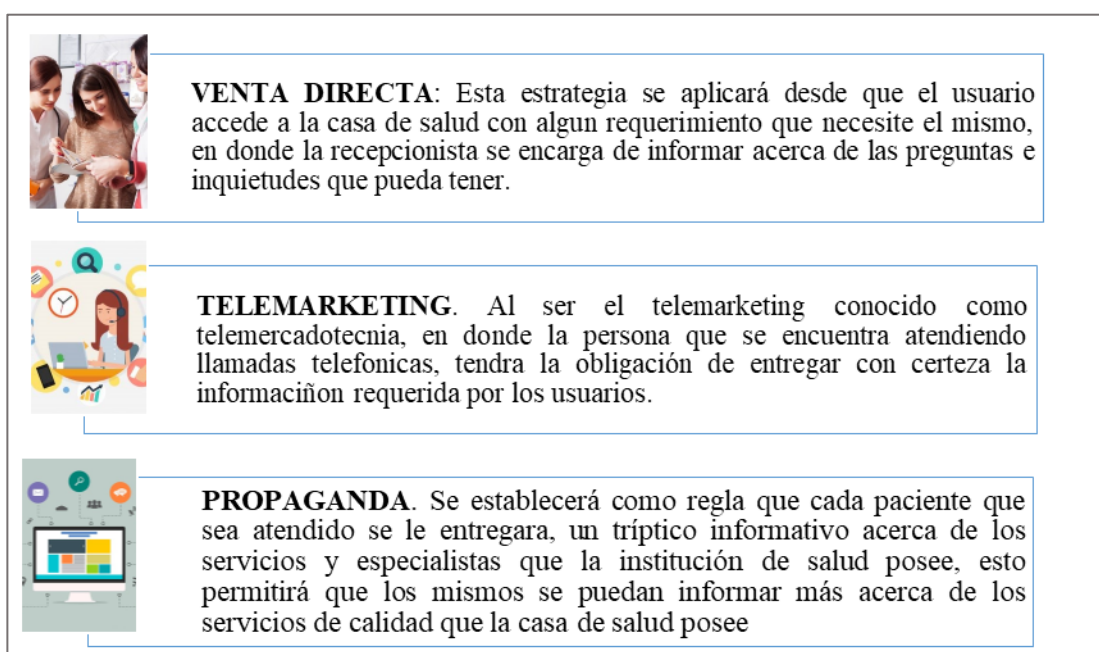 VENTA DIRECTA: Esta estrategia se aplicará desde que el usuario
accede a la casa de salud con algun requerimiento que necesite el mismo,
en donde la recepcionista se encarga de informar acerca de las preguntas e
inquietudes que pueda tener.
TELEMARKETING. Al ser el telemarketing conocido como
telemercadotecnia, en donde la persona que se encuentra atendiendo
llamadas telefonicas, tendra la obligación de entregar con certeza la
informaciñon requerida por los usuarios.
PROPAGANDA. Se establecerá como regla que cada paciente que
sea atendido se le entregara, un tríptico informativo acerca de los
servicios y especialistas que la institución de salud posee, esto
permitirá que los mismos se puedan informar más acerca de los
servicios de calidad que la casa de salud posee